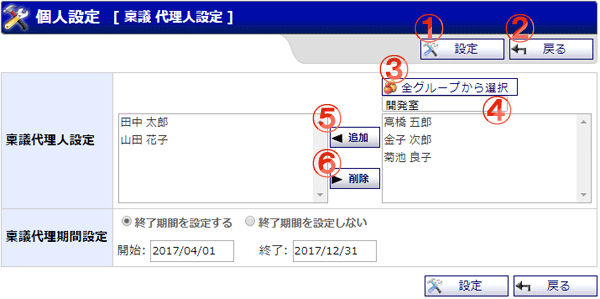 個人設定 [ 稟議 代理人設定 ]
① ②
設定 戻る
③
全グループから選択
開発室 ④
稟議代理人設定
田中 太郎
山田 花子
⑤
追加
⑥
削除
高橋 五郎
金子 次郎
菊池 良子
稟議代理期間設定
終了期間を設定する 終了期間を設定しない
開始: 2017/04/01 終了: 2017/12/31
設定 戻る